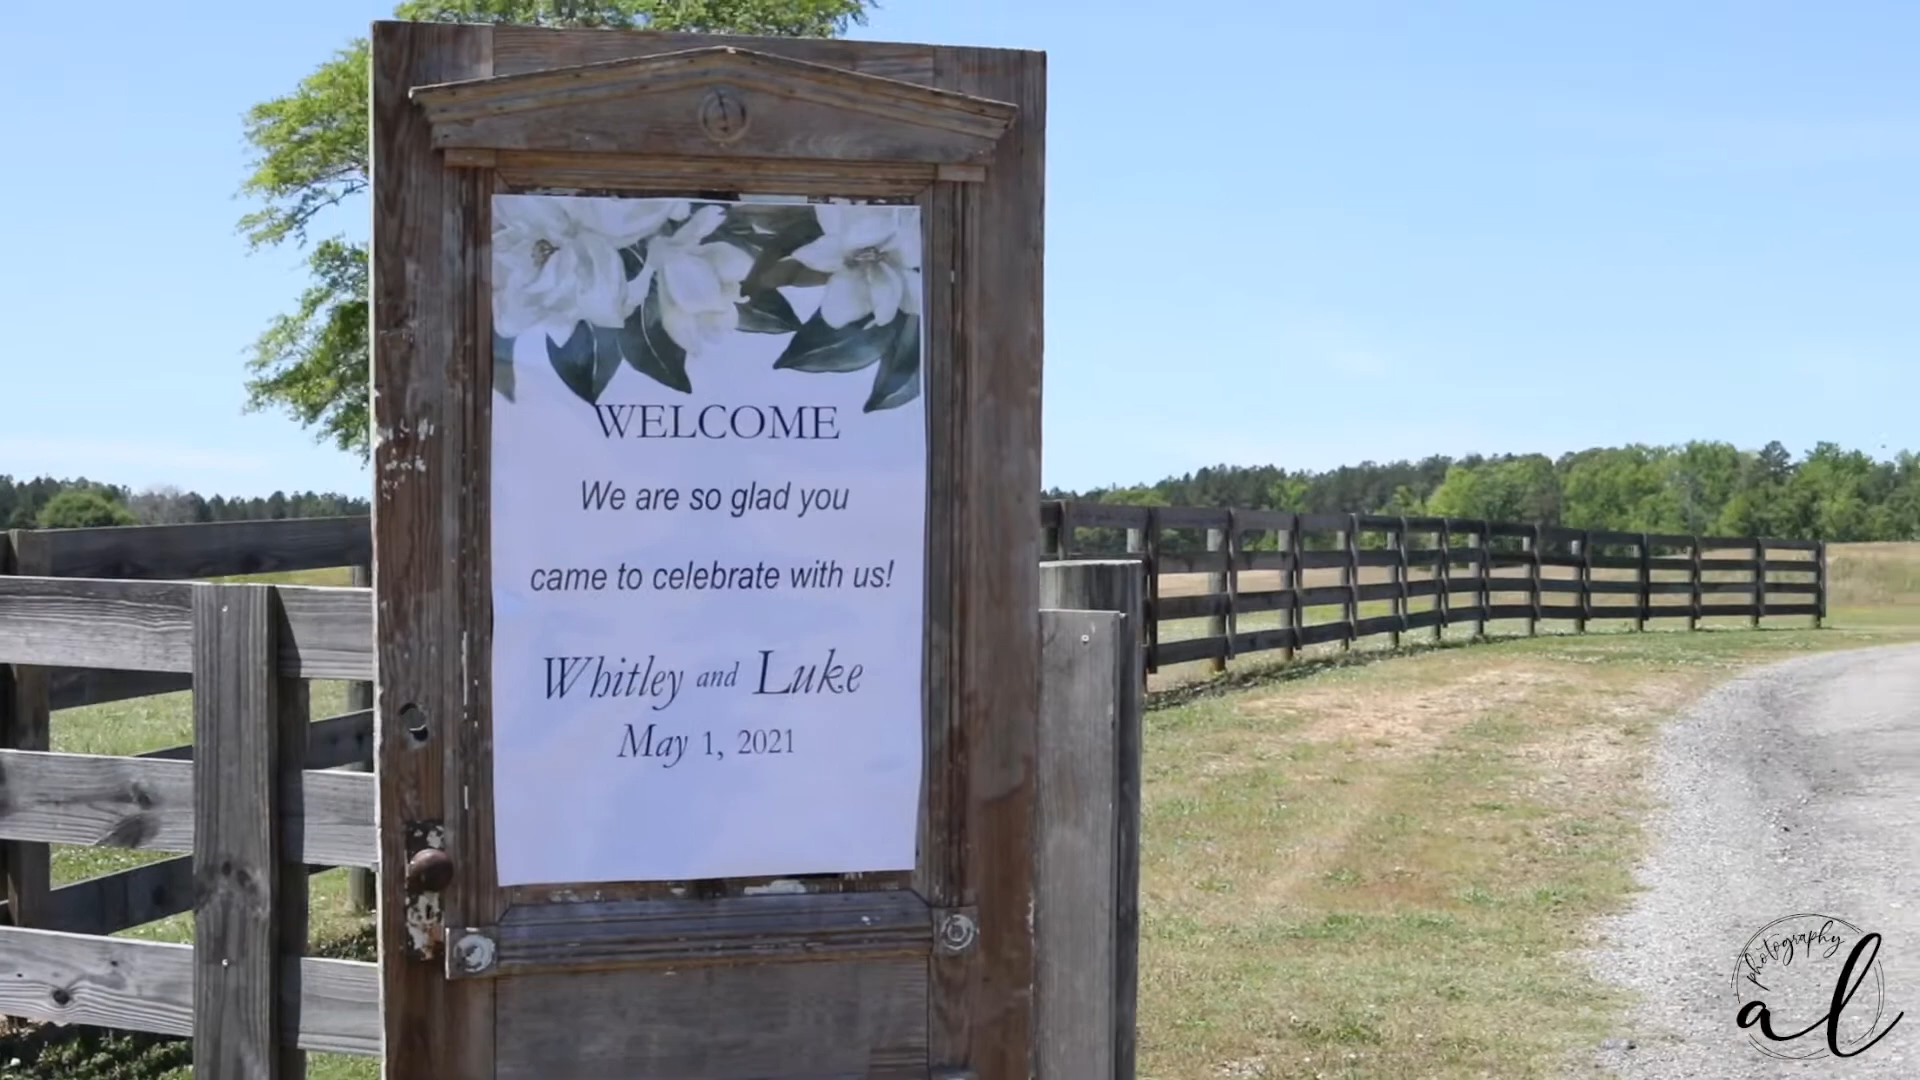 WELCOME
We are so glad you
came to celebrate with us!
Whitley and Luke
May 1, 2021
photography
al